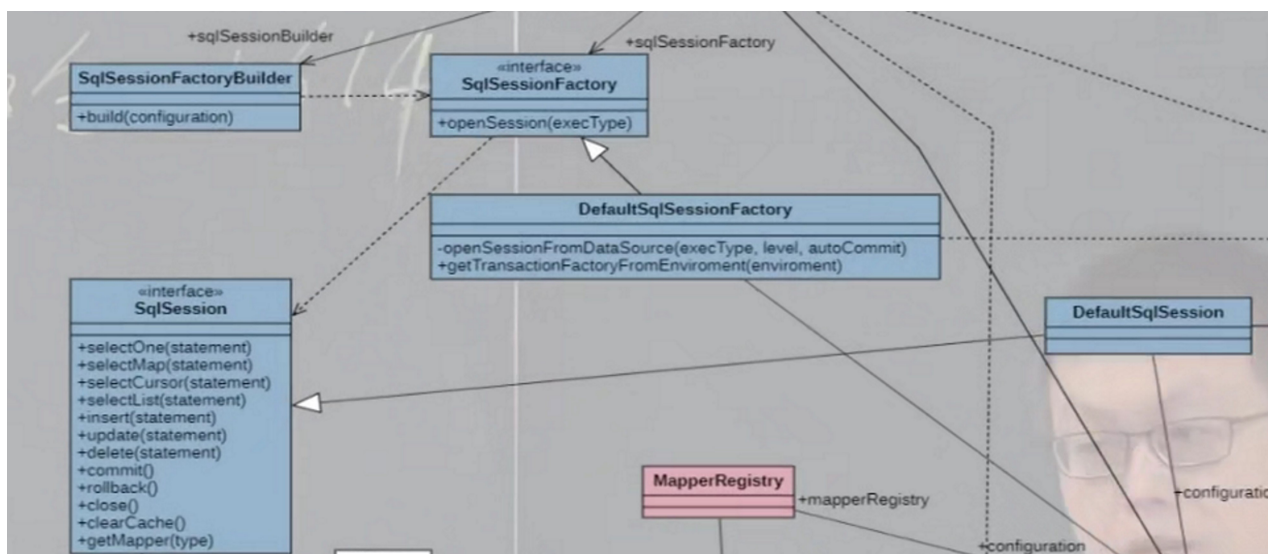 +sqlSessionBuilder
SqlSessionFactoryBuilder
+build(configuration)
+sqlSessionFactory
«interface»
SqlSessionFactory
+openSession(execType)
14
DefaultSqlSessionFactory
-openSessionFromDataSource(execType, level, autoCommit)
+getTransactionFactoryFromEnviroment(enviroment)
«interface»
SqlSession
+selectOne(statement)
+selectMap(statement)
+selectCursor(statement)
+selectList(statement)
+insert(statement)
+update(statement)
+delete(statement)
+commit()
+rollback()
+close()
+clearCache()
+getMapper(type)
DefaultSqlSession
MapperRegistry
+mapperRegistry
+configuratio
+configuration